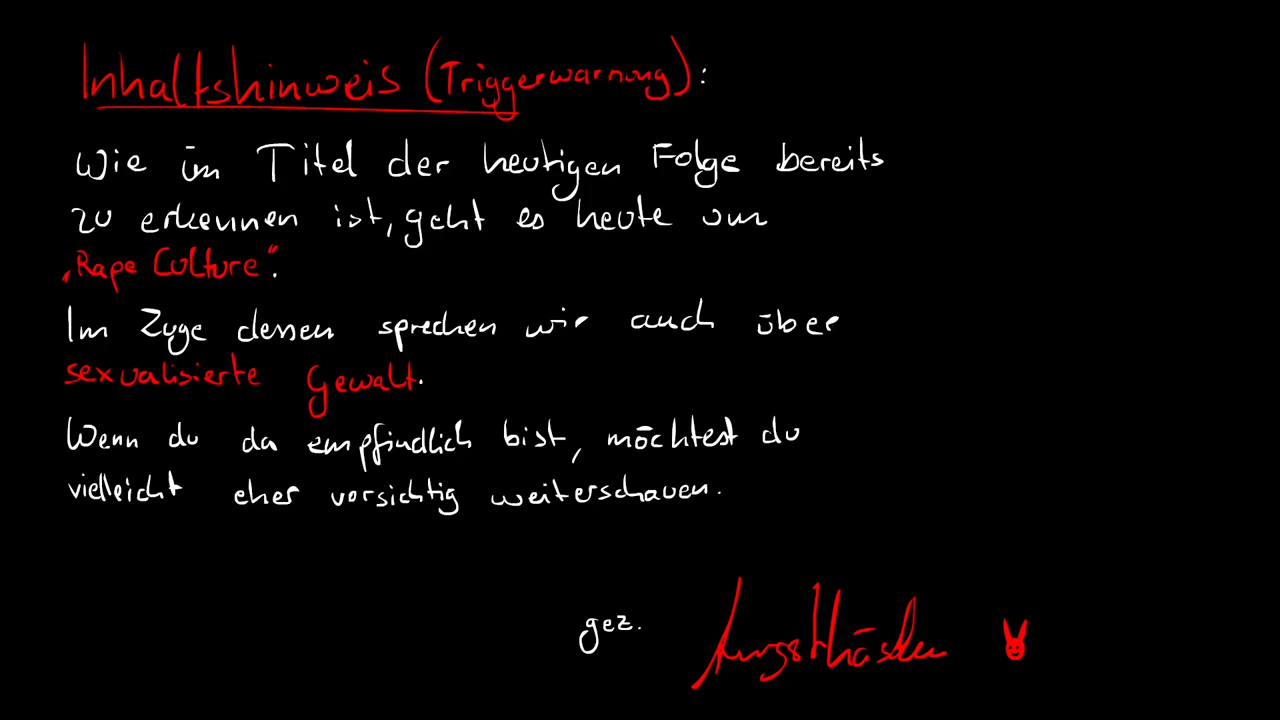 Inhaltshinweis (Triggerwarnung):
Wie im Titel der heutigen Folge bereits
zu erkennen ist, geht es heute um
„Rape Culture“.
Im Zuge dessen sprechen wir auch über
sexualisierte Gewalt.
Wenn du da empfindlich bist, möchtest du
vielleicht eher vorsichtig weiterschauen.
gez. Angsthäschen